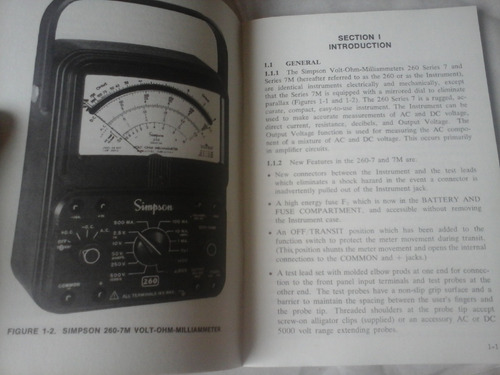 Simpson
260
FIGURE 1-2. SIMPSON 260-7M VOLT-OHM-MILLIAMMETER
SECTION I
INTRODUCTION
1.1 GENERAL
1.1.1 The Simpson Volt-Ohm-Milliammeters 260 Series 7 and
Series 7M (hereafter referred to as the 260 or as the Instrument),
are identical instruments electrically and mechanically, except
that the Series 7M is equipped with a mirrored dial to eliminate
parallax (Figures 1-1 and 1-2). The 260 Series 7 is a rugged, ac-
curate, compact, easy-to-use instrument. The Instrument can be
used to make accurate measurements of AC and DC voltage,
direct current, resistance, decibels, and Output Voltage. The
Output Voltage function is used for measuring the AC compo-
nent of a mixture of AC and DC voltage. This occurs primarily
in amplifier circuits.
1.1.2 New Features in the 260-7 and 7M are:
• New connectors between the Instrument and the test leads
which eliminates a shock hazard in the event a connector is
inadvertently pulled out of the Instrument jack.
• A high energy fuse F, which is now in the BATTERY AND
FUSE COMPARTMENT, and accessible without removing
the Instrument case.
• An OFF/TRANSIT position which has been added to the
function switch to protect the meter movement during transit.
(This position shunts the meter movement and opens the internal
connections to the COMMON and + jacks.)
• A test lead set with molded elbow prods at one end for connec-
tion to the front panel input terminals and test probes at the
other end. The test probes have a non-slip grip surface and a
barrier to maintain the spacing between the user's fingers and
the probe tip. Threaded shoulders at the probe tip accept
screw-on alligator clips (supplied) or an accessory AC or DC
5000 volt range extending probes.
1-1